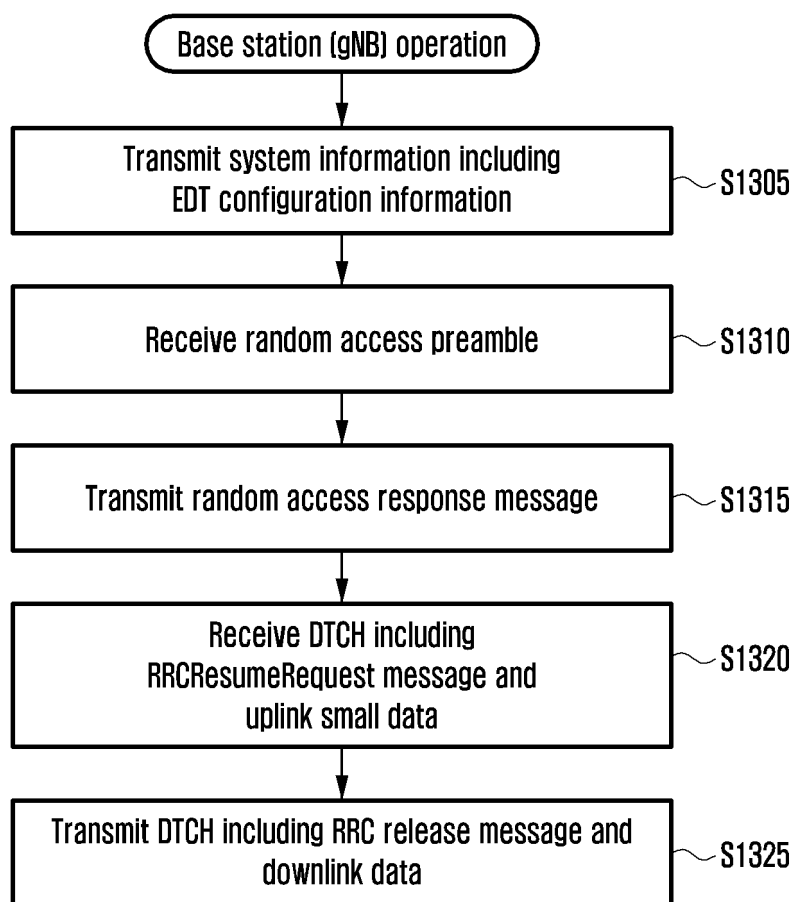 Base station (gNB) operation
Transmit system information including
EDT configuration information
S1305
Receive random access preamble
S1310
Transmit random access response message
S1315
Receive DTCH including
RRCResumeRequest message and
uplink small data
S1320
Transmit DTCH including RRC release message and
downlink data
S1325